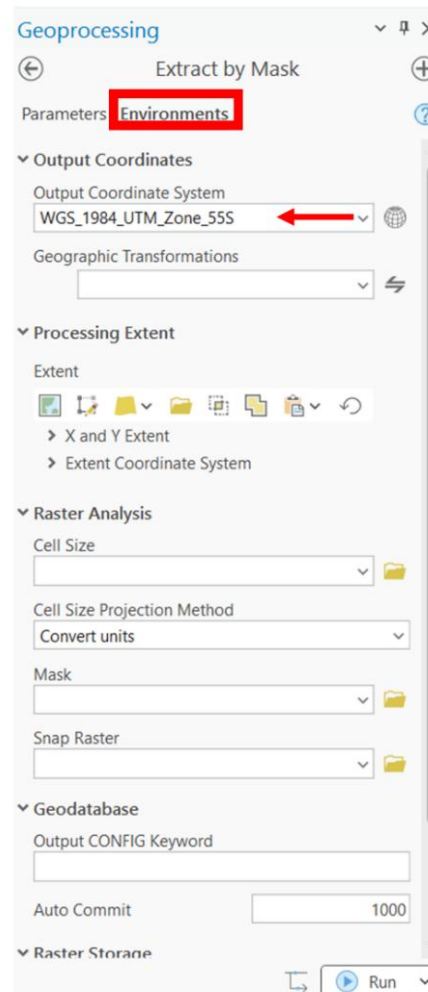 Geoprocessing
Extract by Mask
Parameters Environments
Output Coordinates
Output Coordinate System
WGS_1984_UTM_Zone_55S
Geographic Transformations
Processing Extent
Extent
X and Y Extent
Extent Coordinate System
Raster Analysis
Cell Size
Cell Size Projection Method
Convert units
Mask
Snap Raster
Geodatabase
Output CONFIG Keyword
Auto Commit 1000
Raster Storage
Run